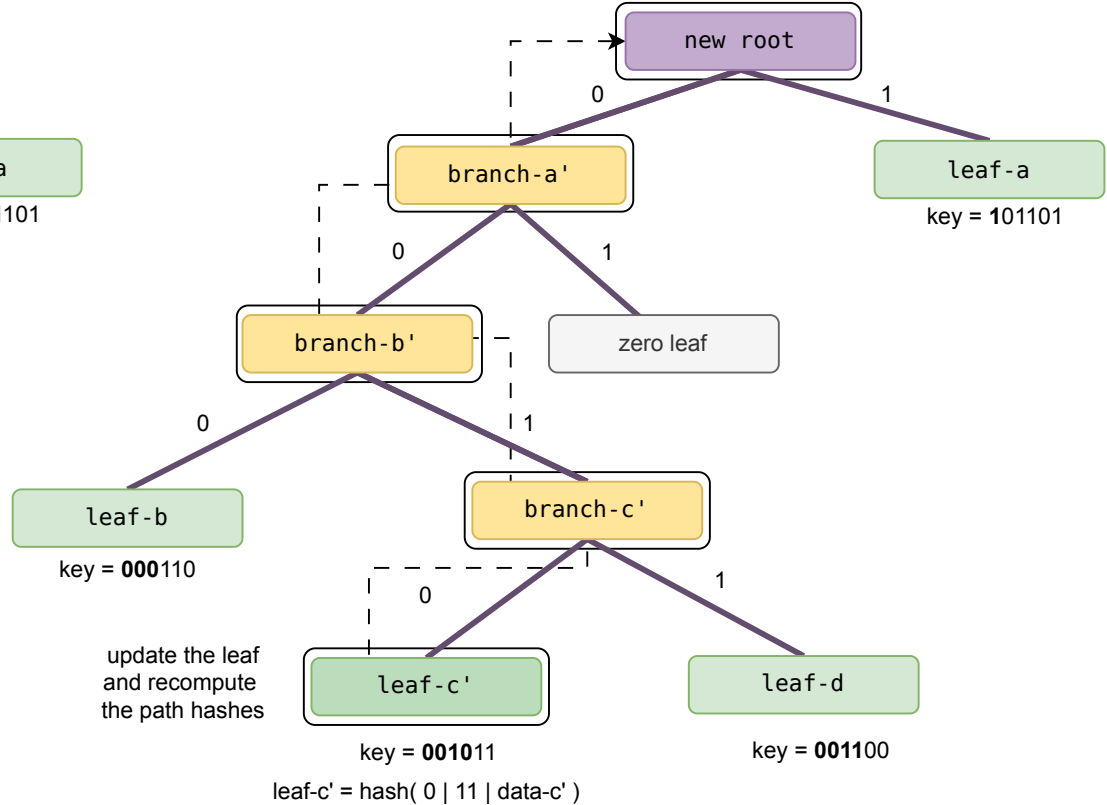 new root
0
1
branch-a'
leaf-a
a
key = 101101
1101
0
1
branch-b'
zero leaf
0
1
leaf-b
branch-c'
key = 000110
0
1
update the leaf
and recompute
the path hashes
leaf-c'
leaf-d
key = 001011
key = 001100
leaf-c' = hash( 0 | 11 | data-c' )